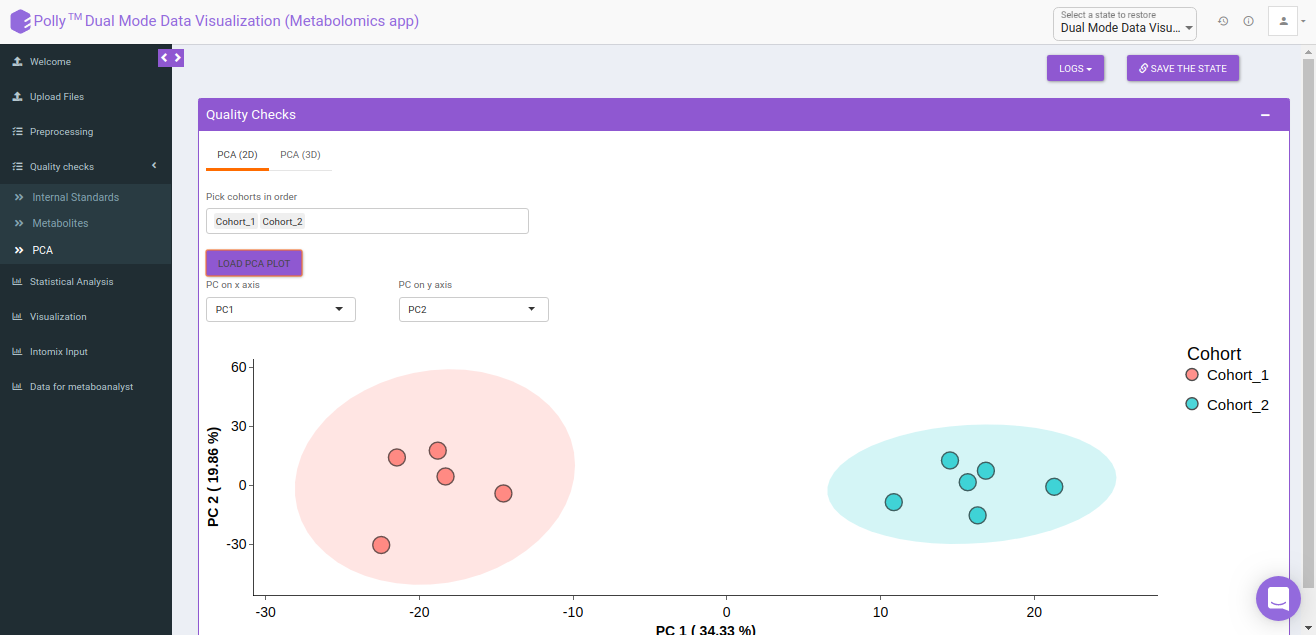 Polly™ Dual Mode Data Visualization (Metabolomics app)
Select a state to restore
Dual Mode Data Visu...
Welcome
Upload Files
Preprocessing
Quality checks
Internal Standards
Metabolites
PCA
Statistical Analysis
Visualization
Intomix Input
Data for metaboanalyst
LOGS
SAVE THE STATE
Quality Checks
PCA (2D) PCA (3D)
Pick cohorts in order
Cohort_1 Cohort_2
LOAD PCA PLOT
PC on x axis PC on y axis
PC1 PC2
Cohort
Cohort_1
Cohort_2
60
30
0
-30
PC 2 ( 19.86 %)
-30 -20 -10 0 10 20
PC 1 ( 34.33 %)